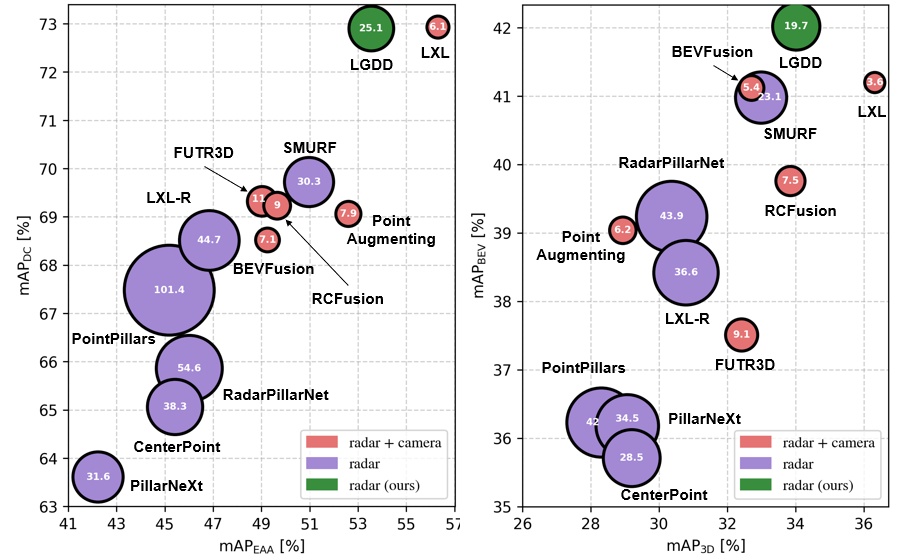 73
72
71
70
69
68
67
66
65
64
63
mAP_DC [%]
25.1
LGDD
6.1
LXL
FUTR3D
SMURF
30.3
11
9
7.9
Point
Augmenting
LXL-R
44.7
7.1
BEVFusion
RCFusion
101.4
PointPillars
54.6
RadarPillarNet
38.3
CenterPoint
31.6
PillarNeXt
radar + camera
radar
radar (ours)
41 43 45 47 49 51 53 55 57
mAP_EAA [%]
42
41
40
39
38
37
36
35
mAP_BEV [%]
19.7
LGDD
BEVFusion
5.4
23.1
SMURF
3.6
LXL
RadarPillarNet
7.5
RCFusion
43.9
6.2
Point
Augmenting
36.6
LXL-R
9.1
FUTR3D
PointPillars
42
34.5
PillarNeXt
28.5
CenterPoint
radar + camera
radar
radar (ours)
26 28 30 32 34 36
mAP_3D [%]